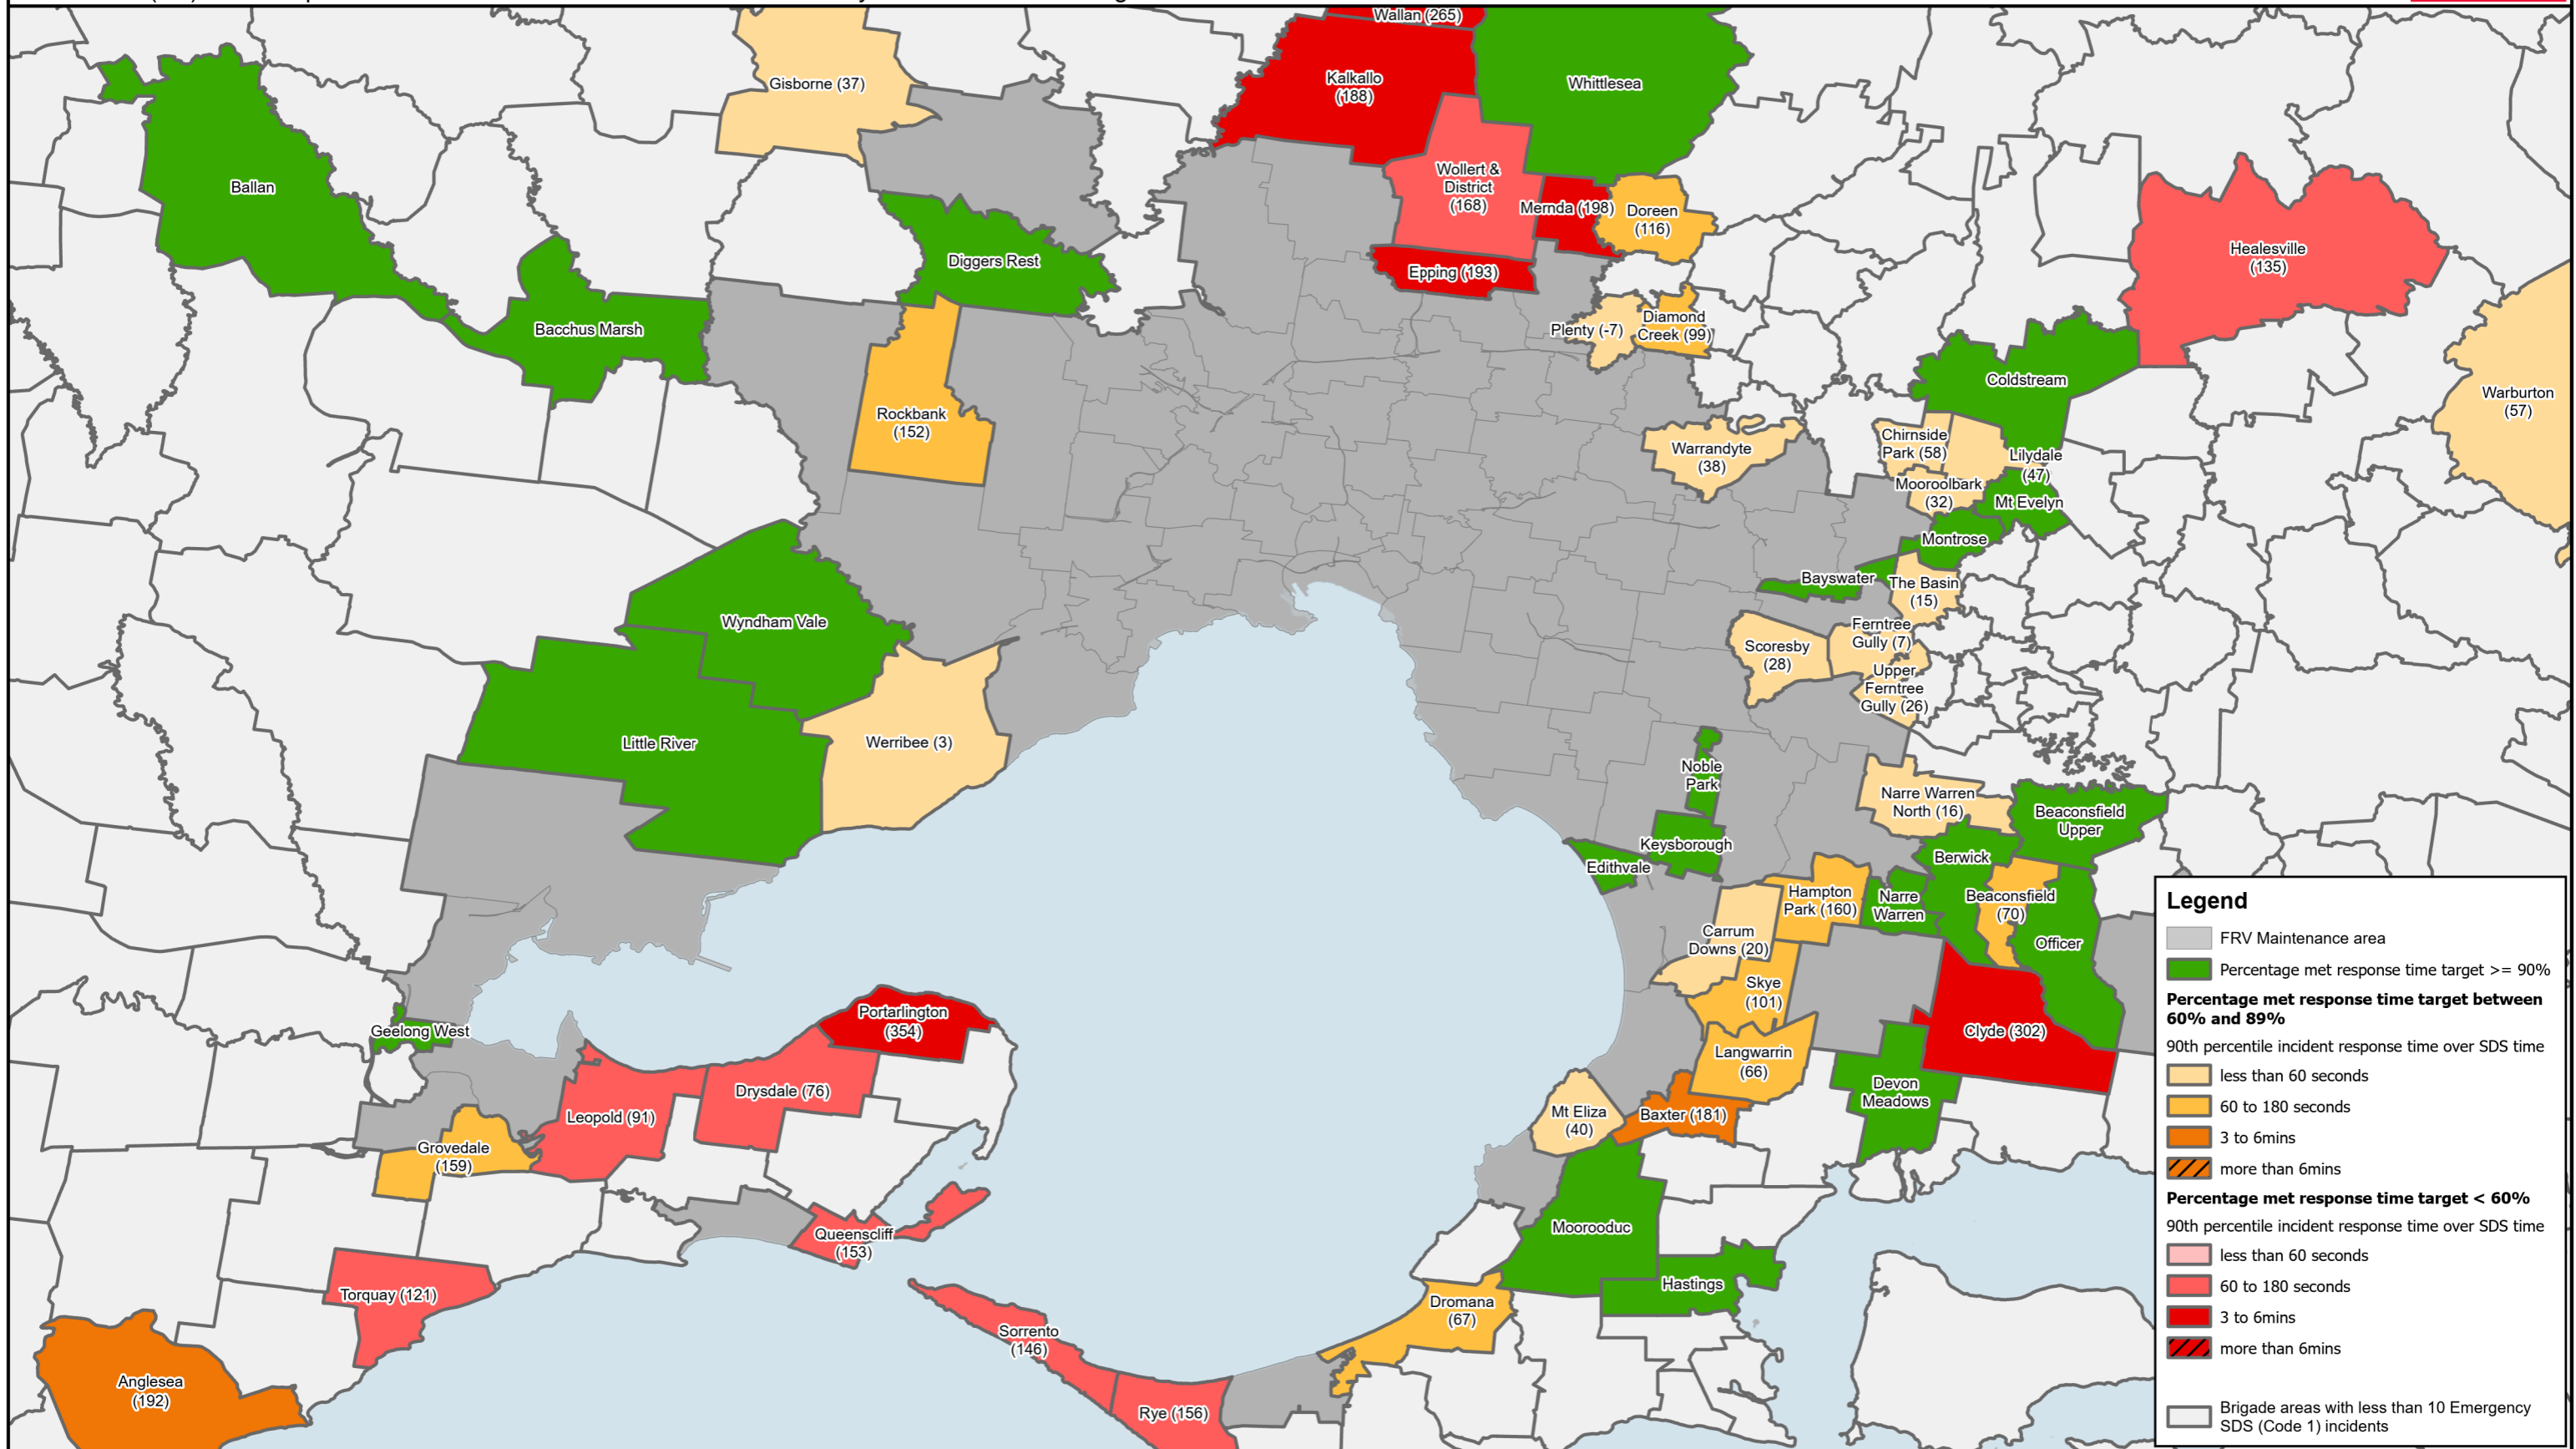 Wallan (265)
Gisborne (37)
Kalkallo
(188)
Whittlesea
Ballan
Wollert &
District
(168)
Mernda (198)
Doreen
(116)
Healesville
(135)
Diggers Rest
Epping (193)
Bacchus Marsh
Plenty (-7)
Diamond
Creek (99)
Coldstream
Warburton
(57)
Rockbank
(152)
Warrandyte
(38)
Chirnside
Park (58)
Lilydale
(47)
Mooroolbark
(32)
Mt Evelyn
Montrose
Bayswater
The Basin
(15)
Wyndham Vale
Ferntree
Gully (7)
Scoresby
(28)
Upper
Ferntree
Gully (26)
Little River
Werribee (3)
Noble
Park
Narre Warren
North (16)
Beaconsfield
Upper
Keysborough
Edithvale
Berwick
Hampton
Park (160)
Narre
Warren
Beaconsfield
(70)
Officer
Carrum
Downs (20)
Skye
(101)
Geelong West
Portarlington
(354)
Clyde (302)
Langwarrin
(66)
Drysdale (76)
Leopold (91)
Devon
Meadows
Mt Eliza
(40)
Baxter (181)
Grovedale
(159)
Queenscliff
(153)
Moorooduc
Torquay (121)
Hastings
Dromana
(67)
Sorrento
(146)
Anglesea
(192)
Rye (156)
Legend
FRV Maintenance area
Percentage met response time target >= 90%
Percentage met response time target between
60% and 89%
90th percentile incident response time over SDS time
less than 60 seconds
60 to 180 seconds
3 to 6mins
more than 6mins
Percentage met response time target < 60%
90th percentile incident response time over SDS time
less than 60 seconds
60 to 180 seconds
3 to 6mins
more than 6mins
Brigade areas with less than 10 Emergency
SDS (Code 1) incidents